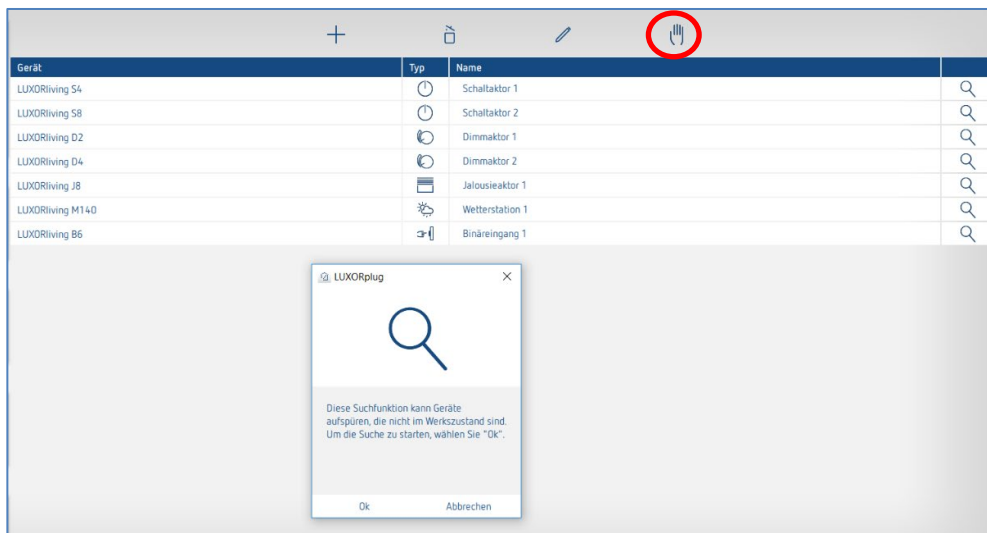 Gerät Typ Name
LUXORliving S4 Schaltaktor 1
LUXORliving S8 Schaltaktor 2
LUXORliving D2 Dimmaktor 1
LUXORliving D4 Dimmaktor 2
LUXORliving J8 Jalousieaktor 1
LUXORliving M140 Wetterstation 1
LUXORliving B6 Binäreingang 1
LUXORplug
Diese Suchfunktion kann Geräte
aufspüren, die nicht im Werkszustand sind.
Um die Suche zu starten, wählen Sie "Ok".
Ok Abbrechen